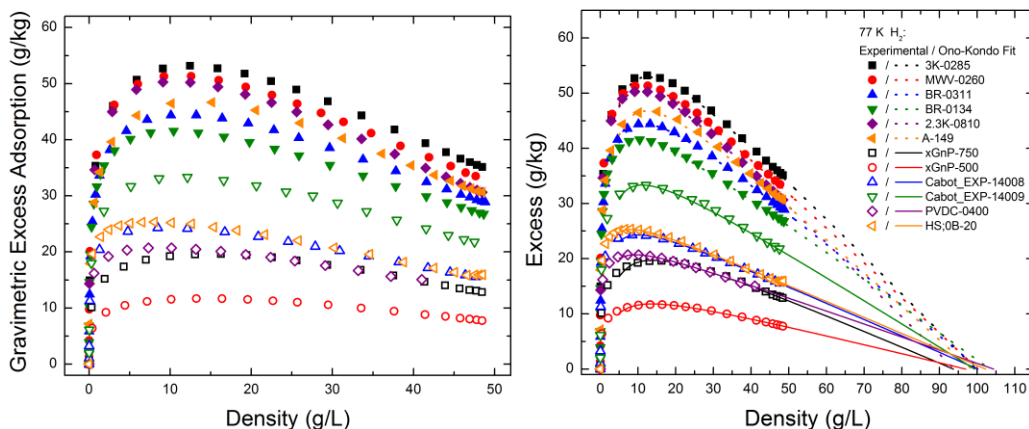 Gravimetric Excess Adsorption (g/kg)
60
50
40
30
20
10
0
0 10 20 30 40 50
Density (g/L)
Excess (g/kg)
60
50
40
30
20
10
0
0 10 20 30 40 50 60 70 80 90 100 110
Density (g/L)
77 K H₂:
Experimental / Ono-Kondo Fit
/ 3K-0285
/ MWV-0260
/ BR-0311
/ BR-0134
/ 2.3K-0810
/ A-149
/ xGnP-750
/ xGnP-500
/ Cabot_EXP-14008
/ Cabot_EXP-14009
/ PVDC-0400
/ HS;0B-20